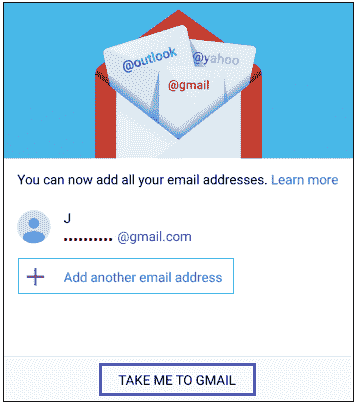 @outlook
@yahoo
@gmail
You can now add all your email addresses. Learn more
J
•••••••••• @gmail.com
Add another email address
TAKE ME TO GMAIL